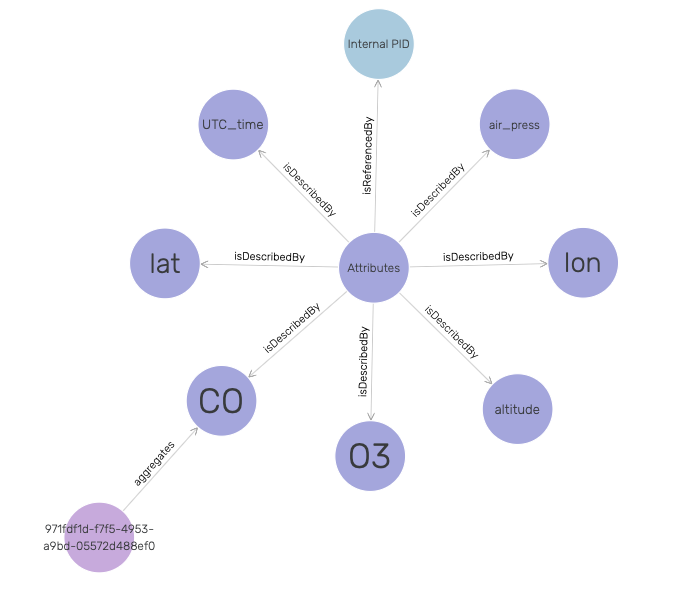 Internal PID
UTC_time
air_press
isReferencedBy
isDescribedBy
isDescribedBy
lat
isDescribedBy
Attributes
isDescribedBy
lon
isDescribedBy
isDescribedBy
isDescribedBy
CO
altitude
O3
aggregates
971fdf1d-f7f5-4953-
a9bd-05572d488ef0